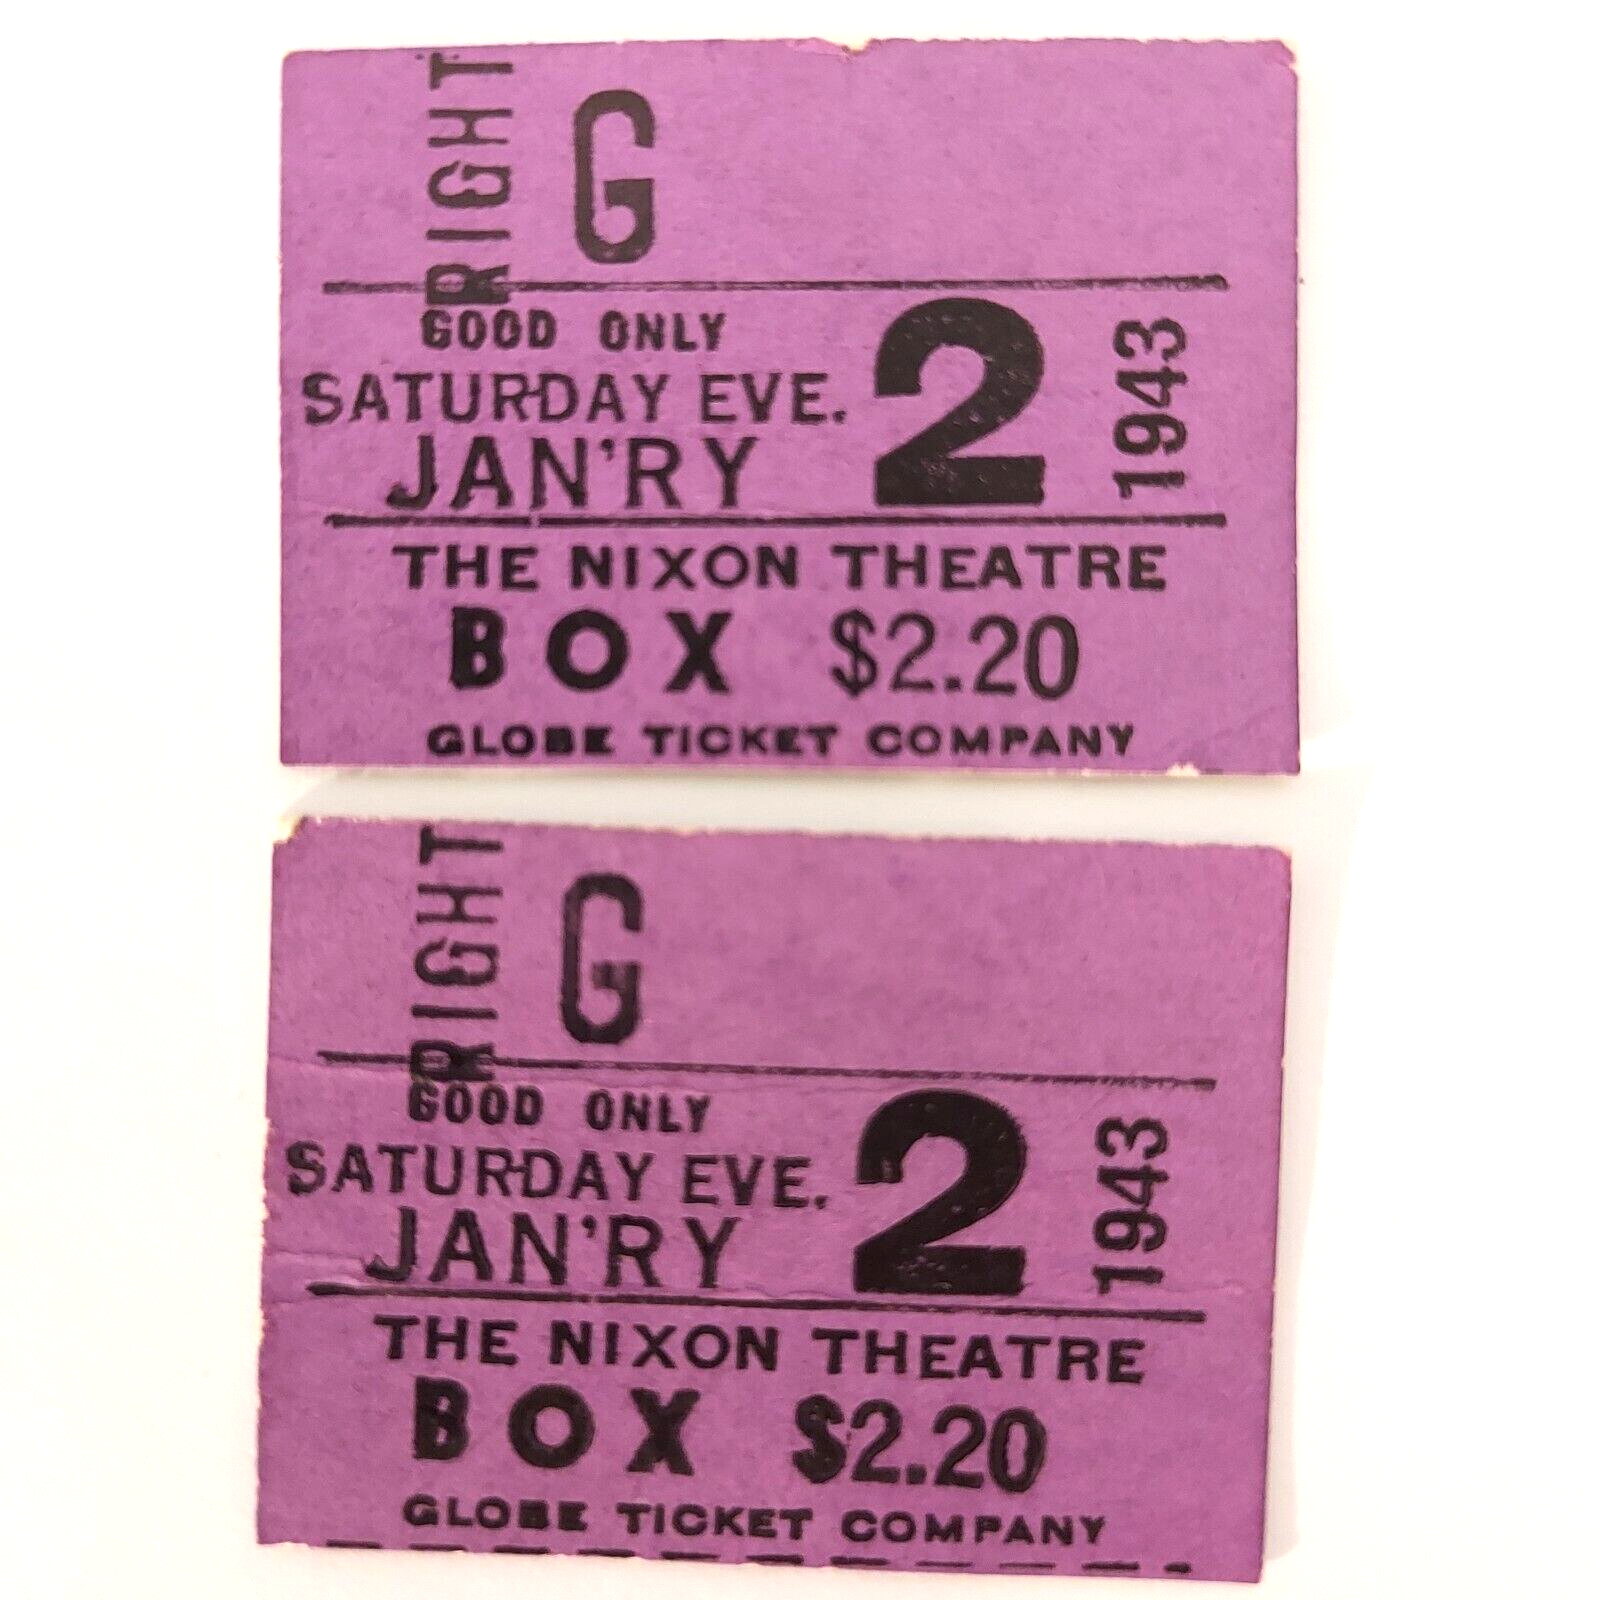 RIGHT
G
GOOD ONLY
SATURDAY EVE.
JAN'RY
2
1943
THE NIXON THEATRE
BOX $2.20
GLOBE TICKET COMPANY
RIGHT
G
GOOD ONLY
SATURDAY EVE.
JAN'RY
2
1943
THE NIXON THEATRE
BOX $2.20
GLOBE TICKET COMPANY